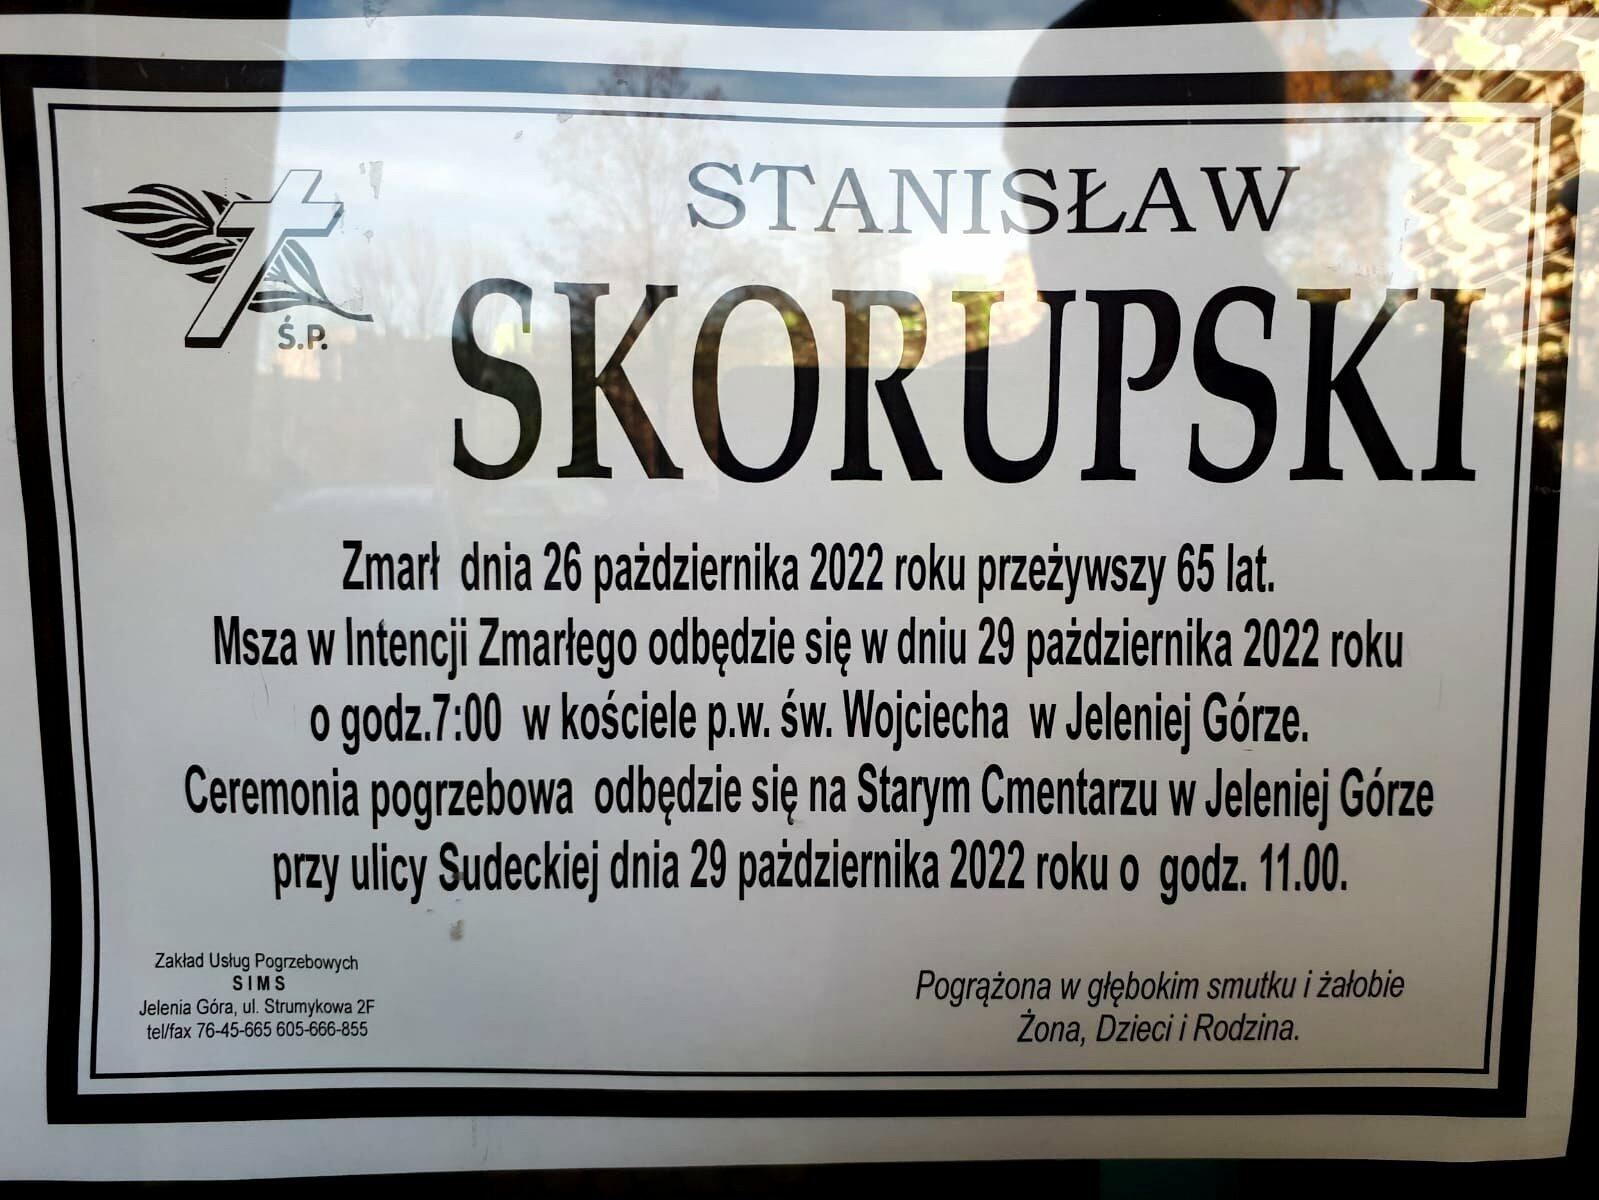 Ś.P.
STANISŁAW
SKORUPSKI
Zmarł dnia 26 października 2022 roku przeżywszy 65 lat.
Msza w Intencji Zmarłego odbędzie się w dniu 29 października 2022 roku
o godz.7:00 w kościele p.w. św. Wojciecha w Jeleniej Górze.
Ceremonia pogrzebowa odbędzie się na Starym Cmentarzu w Jeleniej Górze
przy ulicy Sudeckiej dnia 29 października 2022 roku o godz. 11.00.
Zakład Usług Pogrzebowych
SIMS
Jelenia Góra, ul. Strumykowa 2F
tel/fax 76-45-665 605-666-855
Pogrążona w głębokim smutku i żałobie
Żona, Dzieci i Rodzina.